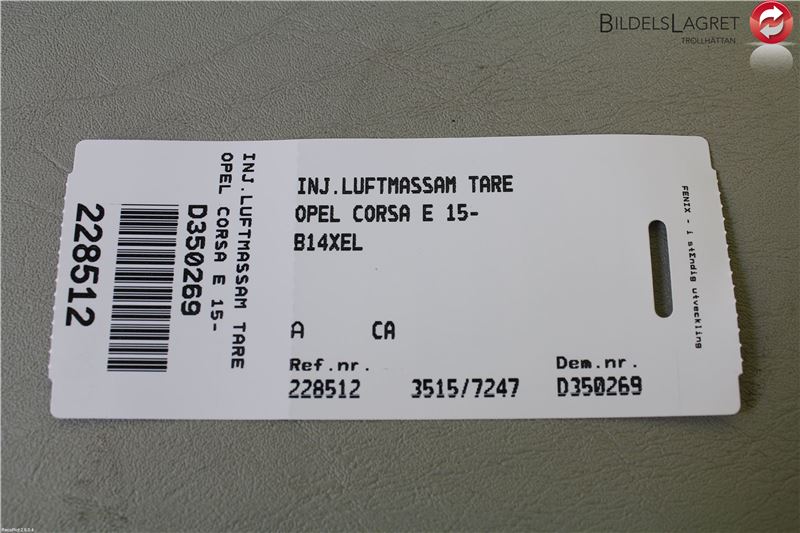 BILDELSLAGRET
TROLLHÄTTAN
INJ.LUFTMASSAM TARE
OPEL CORSA E 15-
D350269
228512
INJ.LUFTMASSAM TARE
OPEL CORSA E 15-
B14XEL
A CA
Ref.nr. Dem.nr.
228512 3515/7247 D350269
FENIX - i stEndig utveckling